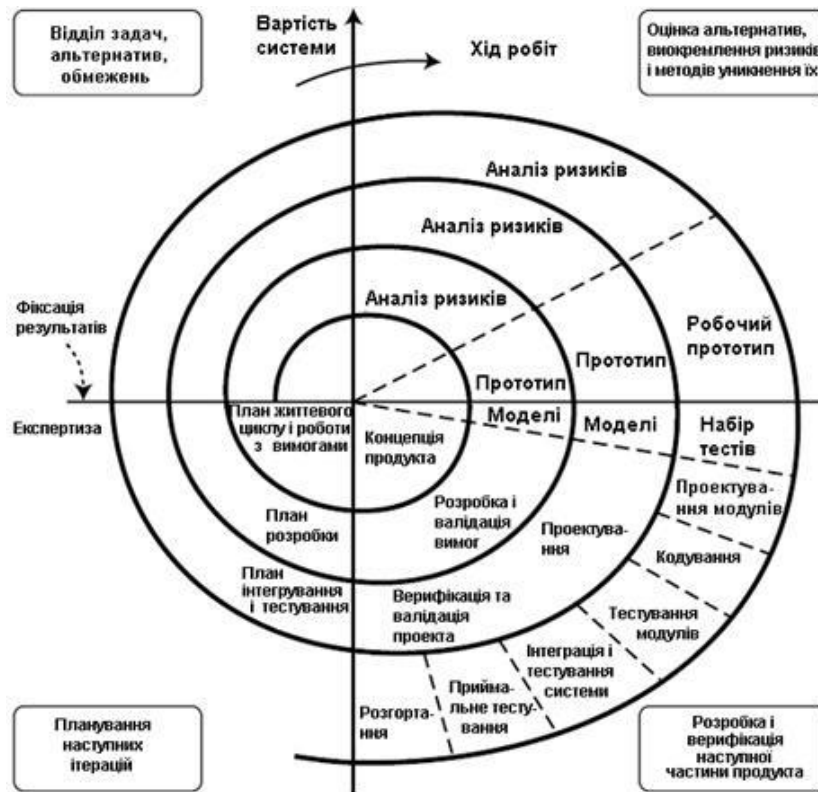 Відділ задач,
альтернатив,
обмежень
Вартість
системи
Хід робіт
Оцінка альтернатив,
виокремлення ризиків
і методів уникнення їх
Аналіз ризиків
Аналіз ризиків
Аналіз ризиків
Фіксація
результатів
Експертиза
Прототип
Прототип
Робочий
прототип
План життевого
циклу і роботи
з вимогами
Концепція
продукта
Моделі
Моделі
Набір
тестів
План
розробки
Розробка і
валідація
вимог
Проектува-
ння
Проектува-
ння модулів
Кодування
Тестування
модулів
План
інтегрування
і тестування
Верифікація та
валідація
проекта
Інтеграція і
тестування
системи
Приймa-
льне тесту-
вання
Розгорта-
ння
Планування
наступних
ітерацій
Розробка і
верифікація
наступної
частини продукта